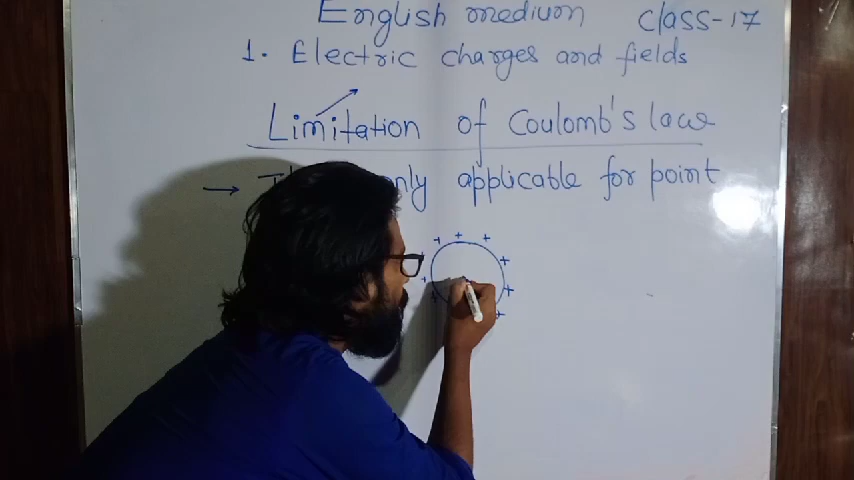 English medium class-17
1. Electric charges and fields
Limitation of Coulomb's law
→ only applicable for point
+ + + + + + + + +